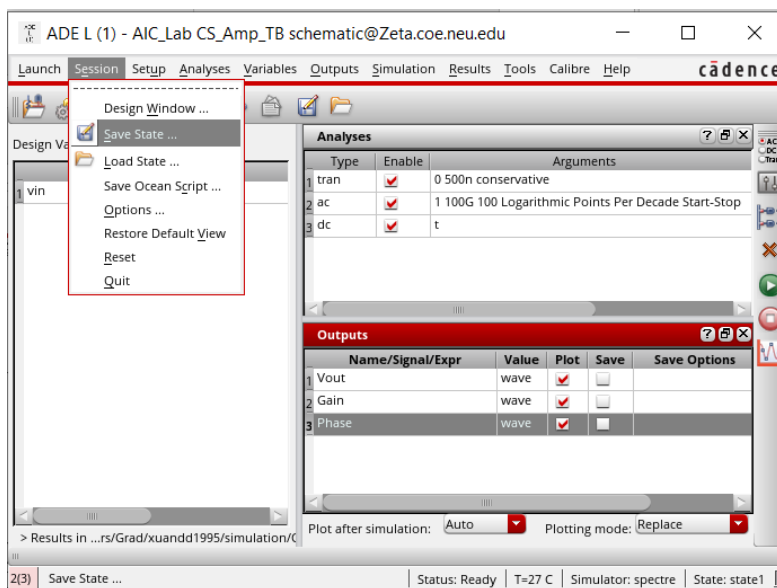 ADE L (1) - AIC_Lab CS_Amp_TB schematic@Zeta.coe.neu.edu
Launch Session Setup Analyses Variables Outputs Simulation Results Tools Calibre Help cādence
Design Window ...
Save State ...
Load State ...
Save Ocean Script ...
Options ...
Restore Default View
Reset
Quit
Design Va
1 vin
Analyses
Type Enable Arguments
1 tran 0 500n conservative
2 ac 1 100G 100 Logarithmic Points Per Decade Start-Stop
3 dc t
AC
DC
Tran
Outputs
Name/Signal/Expr Value Plot Save Save Options
1 Vout wave
2 Gain wave
3 Phase wave
Plot after simulation: Auto Plotting mode: Replace
> Results in ...rs/Grad/xuandd1995/simulation/C
2(3) Save State ... Status: Ready T=27 C Simulator: spectre State: state1